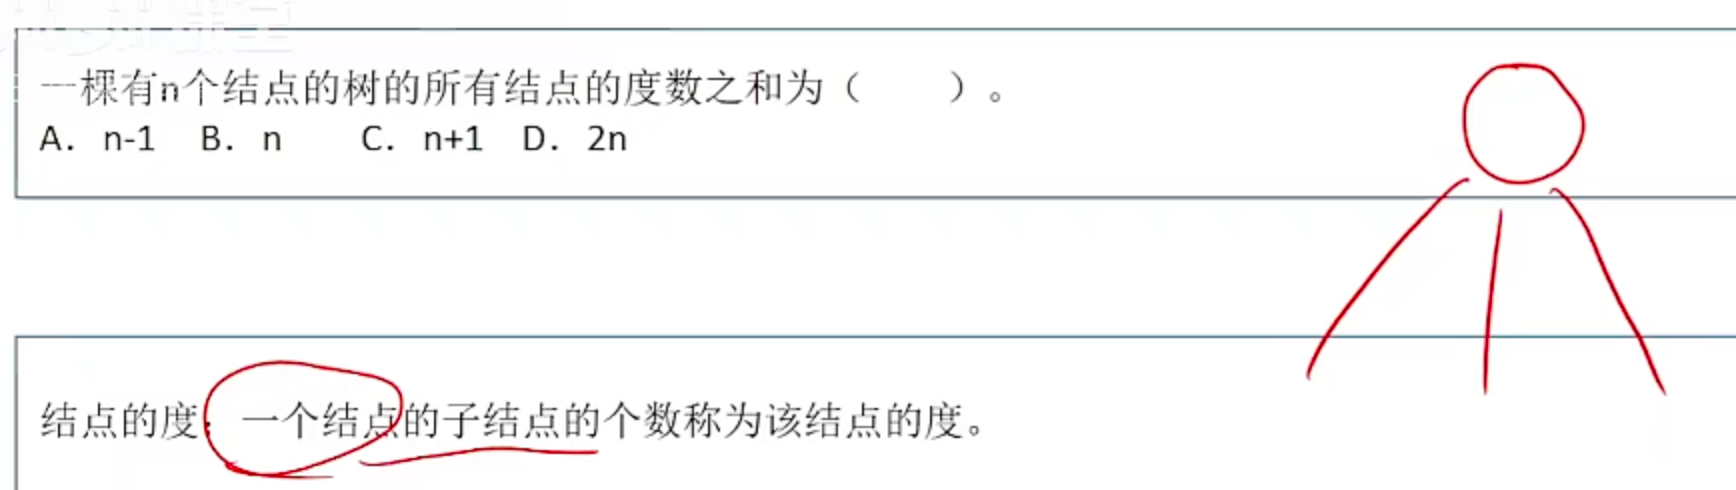 一棵有n个结点的树的所有结点的度数之和为（　　）。
A. n-1 B. n C. n+1 D. 2n
结点的度：一个结点的子结点的个数称为该结点的度。